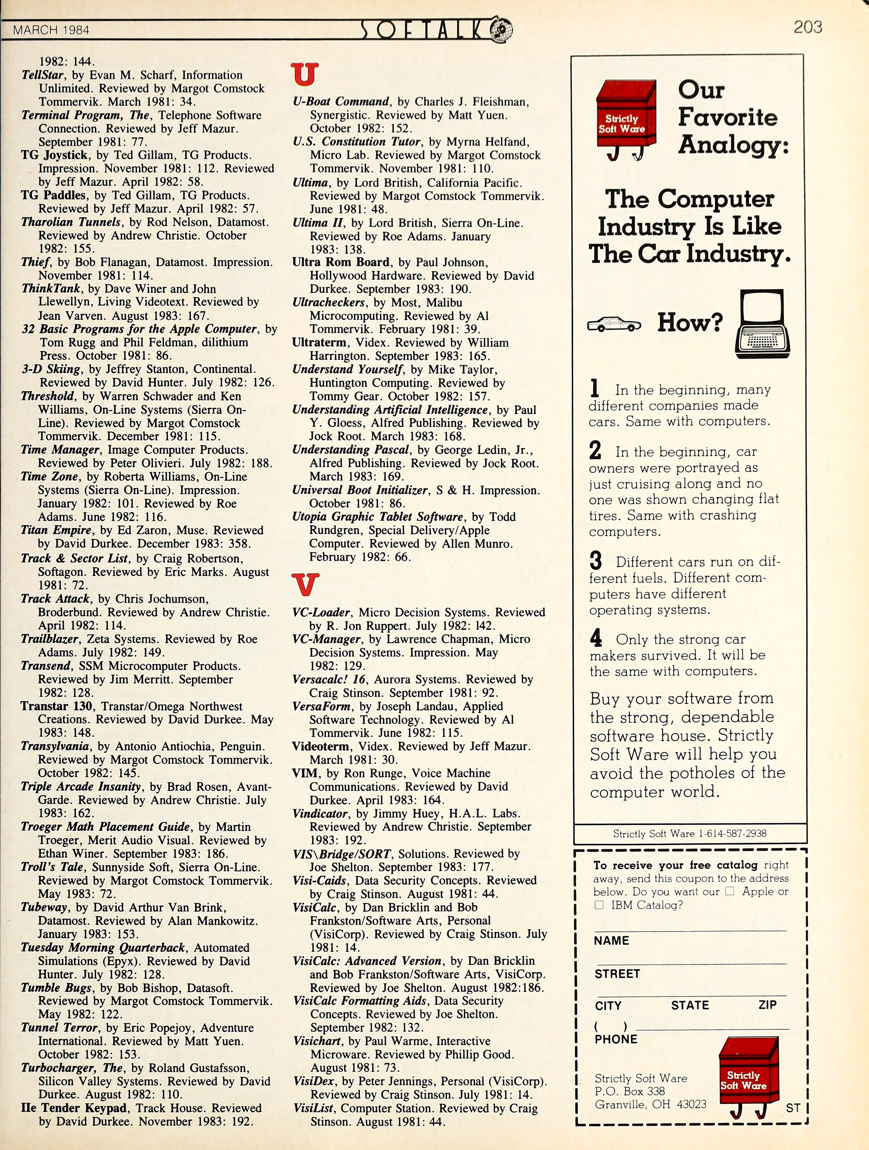 MARCH 1984
SOFTALK
203
1982: 144.
TellStar, by Evan M. Scharf, Information
Unlimited. Reviewed by Margot Comstock
Tommervik. March 1981: 34.
Terminal Program, The, Telephone Software
Connection. Reviewed by Jeff Mazur.
September 1981: 77.
TG Joystick, by Ted Gillam, TG Products.
Impression. November 1981: 112. Reviewed
by Jeff Mazur. April 1982: 58.
TG Paddles, by Ted Gillam, TG Products.
Reviewed by Jeff Mazur. April 1982: 57.
Tharolian Tunnels, by Rod Nelson, Datamost.
Reviewed by Andrew Christie. October
1982: 155.
Thief, by Bob Flanagan, Datamost. Impression.
November 1981: 114.
ThinkTank, by Dave Winer and John
Llewellyn, Living Videotext. Reviewed by
Jean Varven. August 1983: 167.
32 Basic Programs for the Apple Computer, by
Tom Rugg and Phil Feldman, dilithium
Press. October 1981: 86.
3-D Skiing, by Jeffrey Stanton, Continental.
Reviewed by David Hunter. July 1982: 126.
Threshold, by Warren Schwader and Ken
Williams, On-Line Systems (Sierra On-
Line). Reviewed by Margot Comstock
Tommervik. December 1981: 115.
Time Manager, Image Computer Products.
Reviewed by Peter Olivieri. July 1982: 188.
Time Zone, by Roberta Williams, On-Line
Systems (Sierra On-Line). Impression.
January 1982: 101. Reviewed by Roe
Adams. June 1982: 116.
Titan Empire, by Ed Zaron, Muse. Reviewed
by David Durkee. December 1983: 358.
Track & Sector List, by Craig Robertson,
Softagon. Reviewed by Eric Marks. August
1981: 72.
Track Attack, by Chris Jochumson,
Broderbund. Reviewed by Andrew Christie.
April 1982: 114.
Trailblazer, Zeta Systems. Reviewed by Roe
Adams. July 1982: 149.
Transend, SSM Microcomputer Products.
Reviewed by Jim Merritt. September
1982: 128.
Transtar 130, Transtar/Omega Northwest
Creations. Reviewed by David Durkee. May
1983: 148.
Transylvania, by Antonio Antiochia, Penguin.
Reviewed by Margot Comstock Tommervik.
October 1982: 145.
Triple Arcade Insanity, by Brad Rosen, Avant-
Garde. Reviewed by Andrew Christie. July
1983: 162.
Troeger Math Placement Guide, by Martin
Troeger, Merit Audio Visual. Reviewed by
Ethan Winer. September 1983: 186.
Troll's Tale, Sunnyside Soft, Sierra On-Line.
Reviewed by Margot Comstock Tommervik.
May 1983: 72.
Tubeway, by David Arthur Van Brink,
Datamost. Reviewed by Alan Mankowitz.
January 1983: 153.
Tuesday Morning Quarterback, Automated
Simulations (Epyx). Reviewed by David
Hunter. July 1982: 128.
Tumble Bugs, by Bob Bishop, Datasoft.
Reviewed by Margot Comstock Tommervik.
May 1982: 122.
Tunnel Terror, by Eric Popejoy, Adventure
International. Reviewed by Matt Yuen.
October 1982: 153.
Turbocharger, The, by Roland Gustafsson,
Silicon Valley Systems. Reviewed by David
Durkee. August 1982: 110.
IIe Tender Keypad, Track House. Reviewed
by David Durkee. November 1983: 192.
U
U-Boat Command, by Charles J. Fleishman,
Synergistic. Reviewed by Matt Yuen.
October 1982: 152.
U.S. Constitution Tutor, by Myrna Helfand,
Micro Lab. Reviewed by Margot Comstock
Tommervik. November 1981: 110.
Ultima, by Lord British, California Pacific.
Reviewed by Margot Comstock Tommervik.
June 1981: 48.
Ultima II, by Lord British, Sierra On-Line.
Reviewed by Roe Adams. January
1983: 138.
Ultra Rom Board, by Paul Johnson,
Hollywood Hardware. Reviewed by David
Durkee. September 1983: 190.
Ultracheckers, by Most, Malibu
Microcomputing. Reviewed by Al
Tommervik. February 1981: 39.
Ultraterm, Videx. Reviewed by William
Harrington. September 1983: 165.
Understand Yourself, by Mike Taylor,
Huntington Computing. Reviewed by
Tommy Gear. October 1982: 157.
Understanding Artificial Intelligence, by Paul
Y. Gloess, Alfred Publishing. Reviewed by
Jock Root. March 1983: 168.
Understanding Pascal, by George Ledin, Jr.,
Alfred Publishing. Reviewed by Jock Root.
March 1983: 169.
Universal Boot Initializer, S & H. Impression.
October 1981: 86.
Utopia Graphic Tablet Software, by Todd
Rundgren, Special Delivery/Apple
Computer. Reviewed by Allen Munro.
February 1982: 66.
V
VC-Loader, Micro Decision Systems. Reviewed
by R. Jon Ruppert. July 1982: 142.
VC-Manager, by Lawrence Chapman, Micro
Decision Systems. Impression. May
1982: 129.
Versacalc! 16, Aurora Systems. Reviewed by
Craig Stinson. September 1981: 92.
VersaForm, by Joseph Landau, Applied
Software Technology. Reviewed by Al
Tommervik. June 1982: 115.
Videoterm, Videx. Reviewed by Jeff Mazur.
March 1981: 30.
VIM, by Ron Runge, Voice Machine
Communications. Reviewed by David
Durkee. April 1983: 164.
Vindicator, by Jimmy Huey, H.A.L. Labs.
Reviewed by Andrew Christie. September
1983: 192.
VIS\Bridge/SORT, Solutions. Reviewed by
Joe Shelton. September 1983: 177.
Visi-Caids, Data Security Concepts. Reviewed
by Craig Stinson. August 1981: 44.
VisiCalc, by Dan Bricklin and Bob
Frankston/Software Arts, Personal
(VisiCorp). Reviewed by Craig Stinson. July
1981: 14.
VisiCalc: Advanced Version, by Dan Bricklin
and Bob Frankston/Software Arts, VisiCorp.
Reviewed by Joe Shelton. August 1982:186.
VisiCalc Formatting Aids, Data Security
Concepts. Reviewed by Joe Shelton.
September 1982: 132.
Visichart, by Paul Warme, Interactive
Microware. Reviewed by Phillip Good.
August 1981: 73.
VisiDex, by Peter Jennings, Personal (VisiCorp).
Reviewed by Craig Stinson. July 1981: 14.
VisiList, Computer Station. Reviewed by Craig
Stinson. August 1981: 44.
Strictly
Soft Ware
Our
Favorite
Analogy:
The Computer
Industry Is Like
The Car Industry.
How?
1 In the beginning, many
different companies made
cars. Same with computers.
2 In the beginning, car
owners were portrayed as
just cruising along and no
one was shown changing flat
tires. Same with crashing
computers.
3 Different cars run on dif-
ferent fuels. Different com-
puters have different
operating systems.
4 Only the strong car
makers survived. It will be
the same with computers.
Buy your software from
the strong, dependable
software house. Strictly
Soft Ware will help you
avoid the potholes of the
computer world.
Strictly Soft Ware 1-614-587-2938
To receive your free catalog right
away, send this coupon to the address
below. Do you want our □ Apple or
□ IBM Catalog?
NAME
STREET
CITY STATE ZIP
( )
PHONE
Strictly Soft Ware
P.O. Box 338
Granville, OH 43023
Strictly
Soft Ware
ST